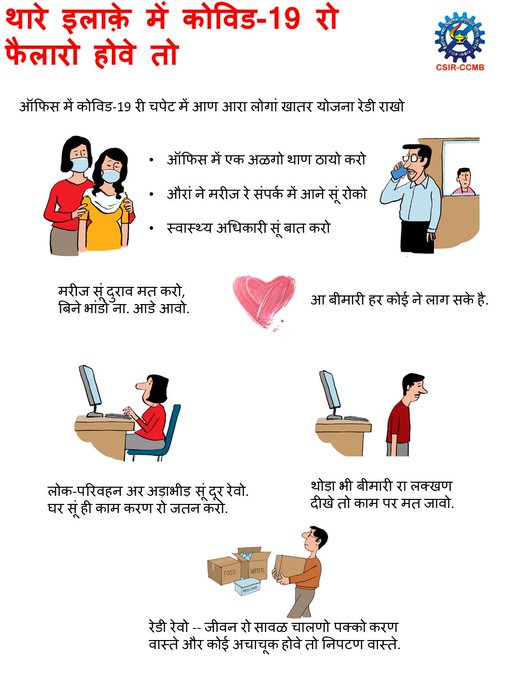 थारे इलाक़े में कोविड-19 रो
फैलारो होवे तो
CSIR-CCMB
ऑफिस में कोविड-19 री चपेट में आण आरा लोगां खातर योजना रेडी राखो
• ऑफिस में एक अळगो थाण ठायो करो
• औरां ने मरीज रे संपर्क में आने सूं रोको
• स्वास्थ्य अधिकारी सूं बात करो
मरीज सूं दुराव मत करो,
बिने भांडो ना. आडे आवो.
आ बीमारी हर कोई ने लाग सके है.
लोक-परिवहन अर अड़ाभीड़ सूं दूर रेवो.
घर सूं ही काम करण रो जतन करो.
थोडा भी बीमारी रा लक्खण
दीखे तो काम पर मत जावो.
FOOD
WATER
रेडी रेवो -- जीवन रो सावळ चालणो पक्को करण
वास्ते और कोई अचाचूक होवे तो निपटण वास्ते.